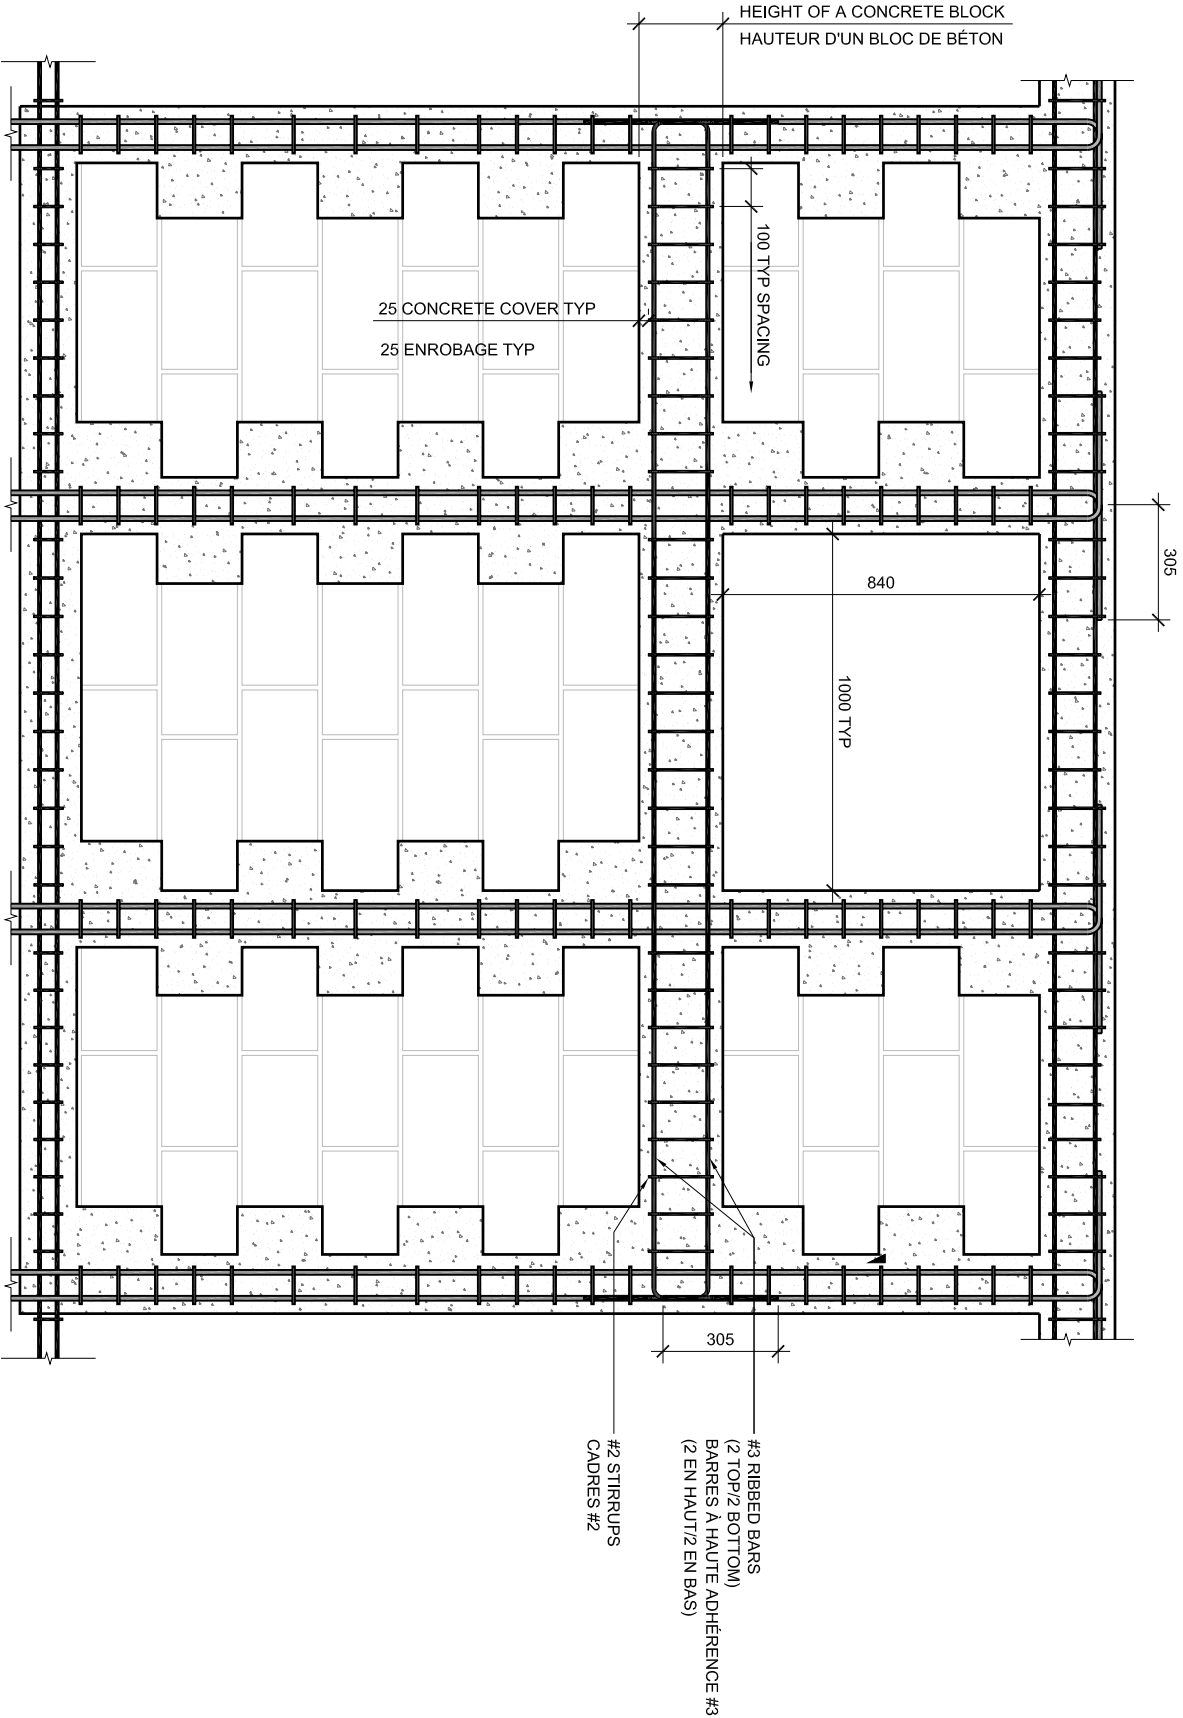 HEIGHT OF A CONCRETE BLOCK
HAUTEUR D'UN BLOC DE BÉTON
100 TYP SPACING
25 CONCRETE COVER TYP
25 ENROBAGE TYP
305
840
1000 TYP
305
#3 RIBBED BARS
(2 TOP/2 BOTTOM)
BARRES À HAUTE ADHÉRENCE #3
(2 EN HAUT/2 EN BAS)
#2 STIRRUPS
CADRES #2